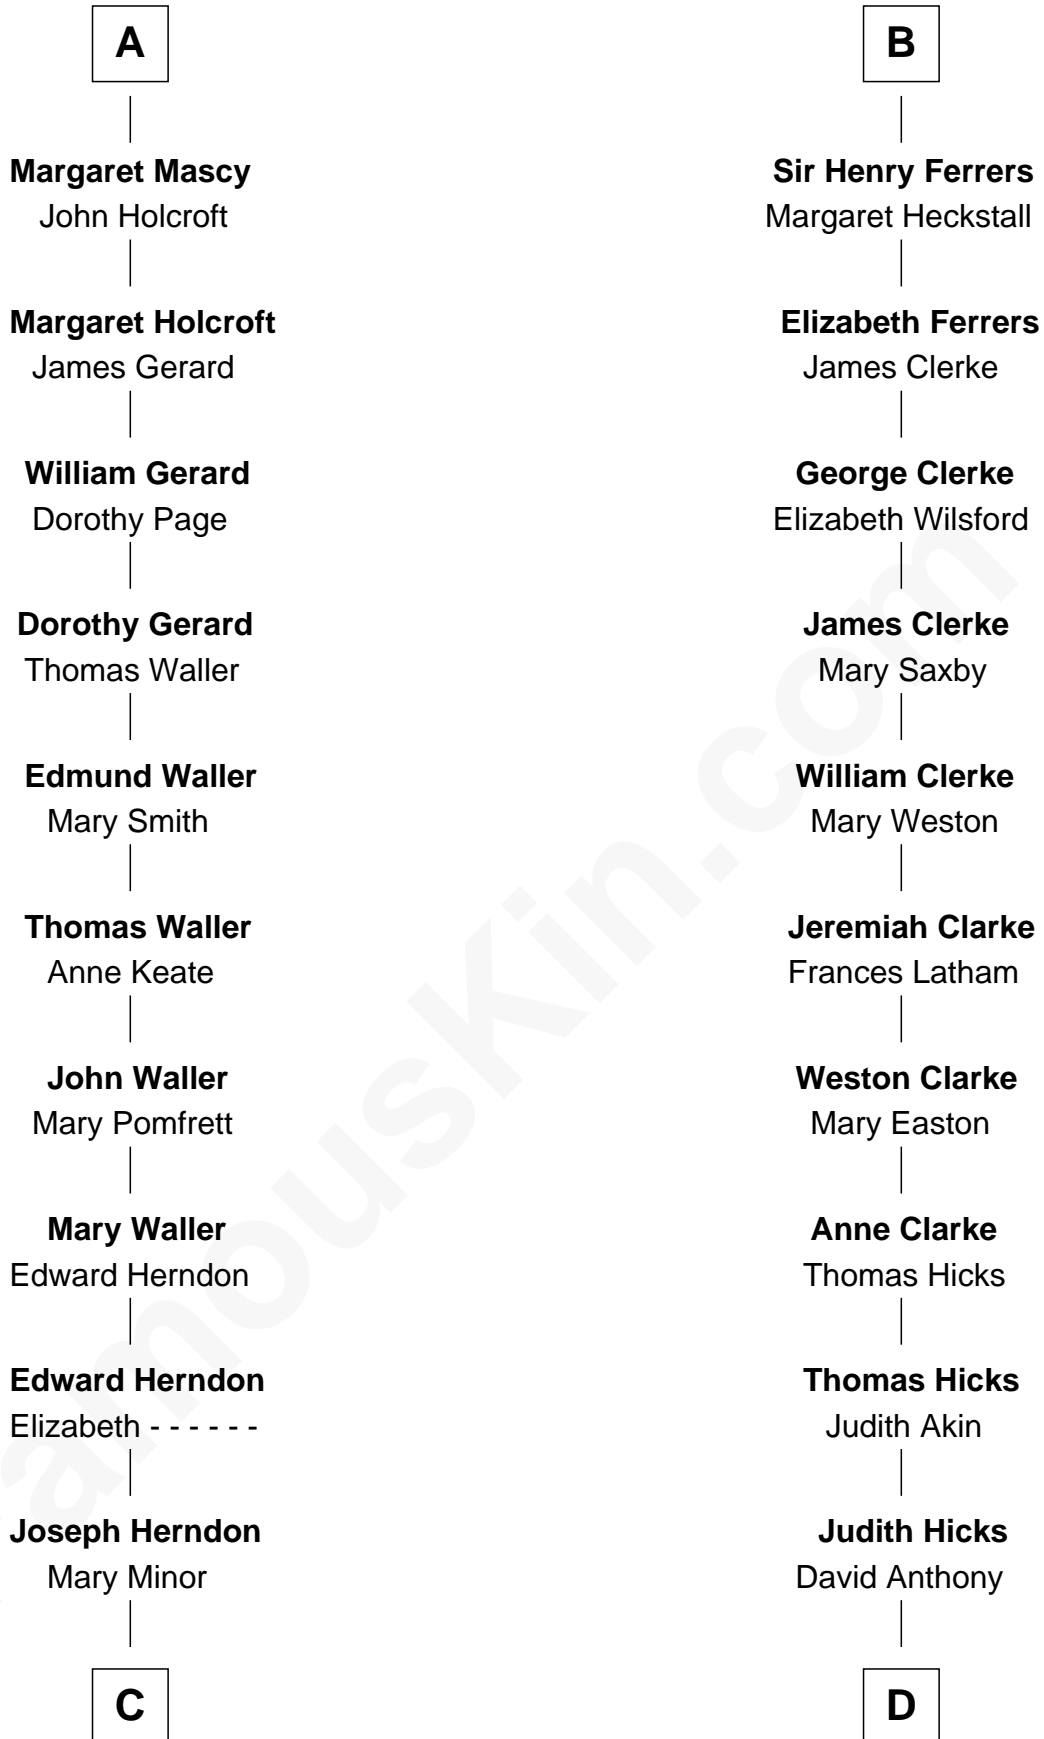 A
Margaret Mascy
John Holcroft
Margaret Holcroft
James Gerard
William Gerard
Dorothy Page
Dorothy Gerard
Thomas Waller
Edmund Waller
Mary Smith
Thomas Waller
Anne Keate
John Waller
Mary Pomfrett
Mary Waller
Edward Herndon
Edward Herndon
Elizabeth - - - - - -
Joseph Herndon
Mary Minor
C
B
Sir Henry Ferrers
Margaret Heckstall
Elizabeth Ferrers
James Clerke
George Clerke
Elizabeth Wilsford
James Clerke
Mary Saxby
William Clerke
Mary Weston
Jeremiah Clarke
Frances Latham
Weston Clarke
Mary Easton
Anne Clarke
Thomas Hicks
Thomas Hicks
Judith Akin
Judith Hicks
David Anthony
D
amousKin.com